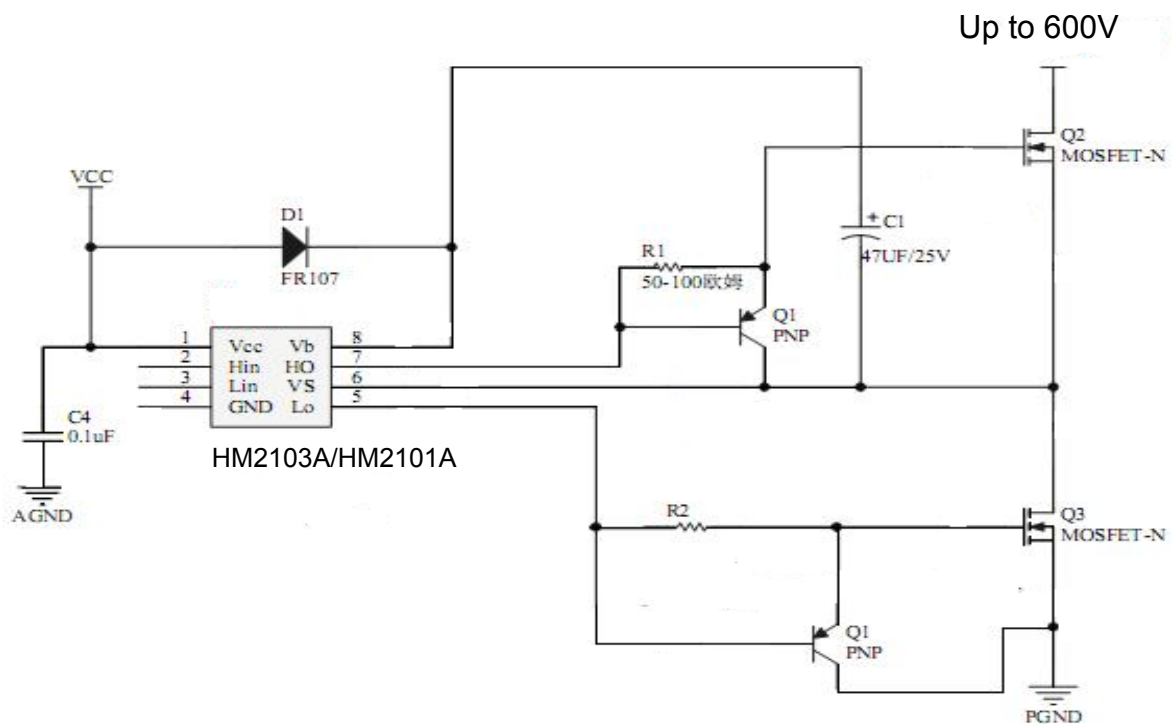 Up to 600V
Q2
MOSFET-N
VCC
D1
FR107
C1
47UF/25V
R1
50-100欧姆
Q1
PNP
1 Vcc Vb 8
2 Hin HO 7
3 Lin VS 6
4 GND Lo 5
C4
0.1uF
HM2103A/HM2101A
AGND
R2
Q3
MOSFET-N
Q1
PNP
PGND